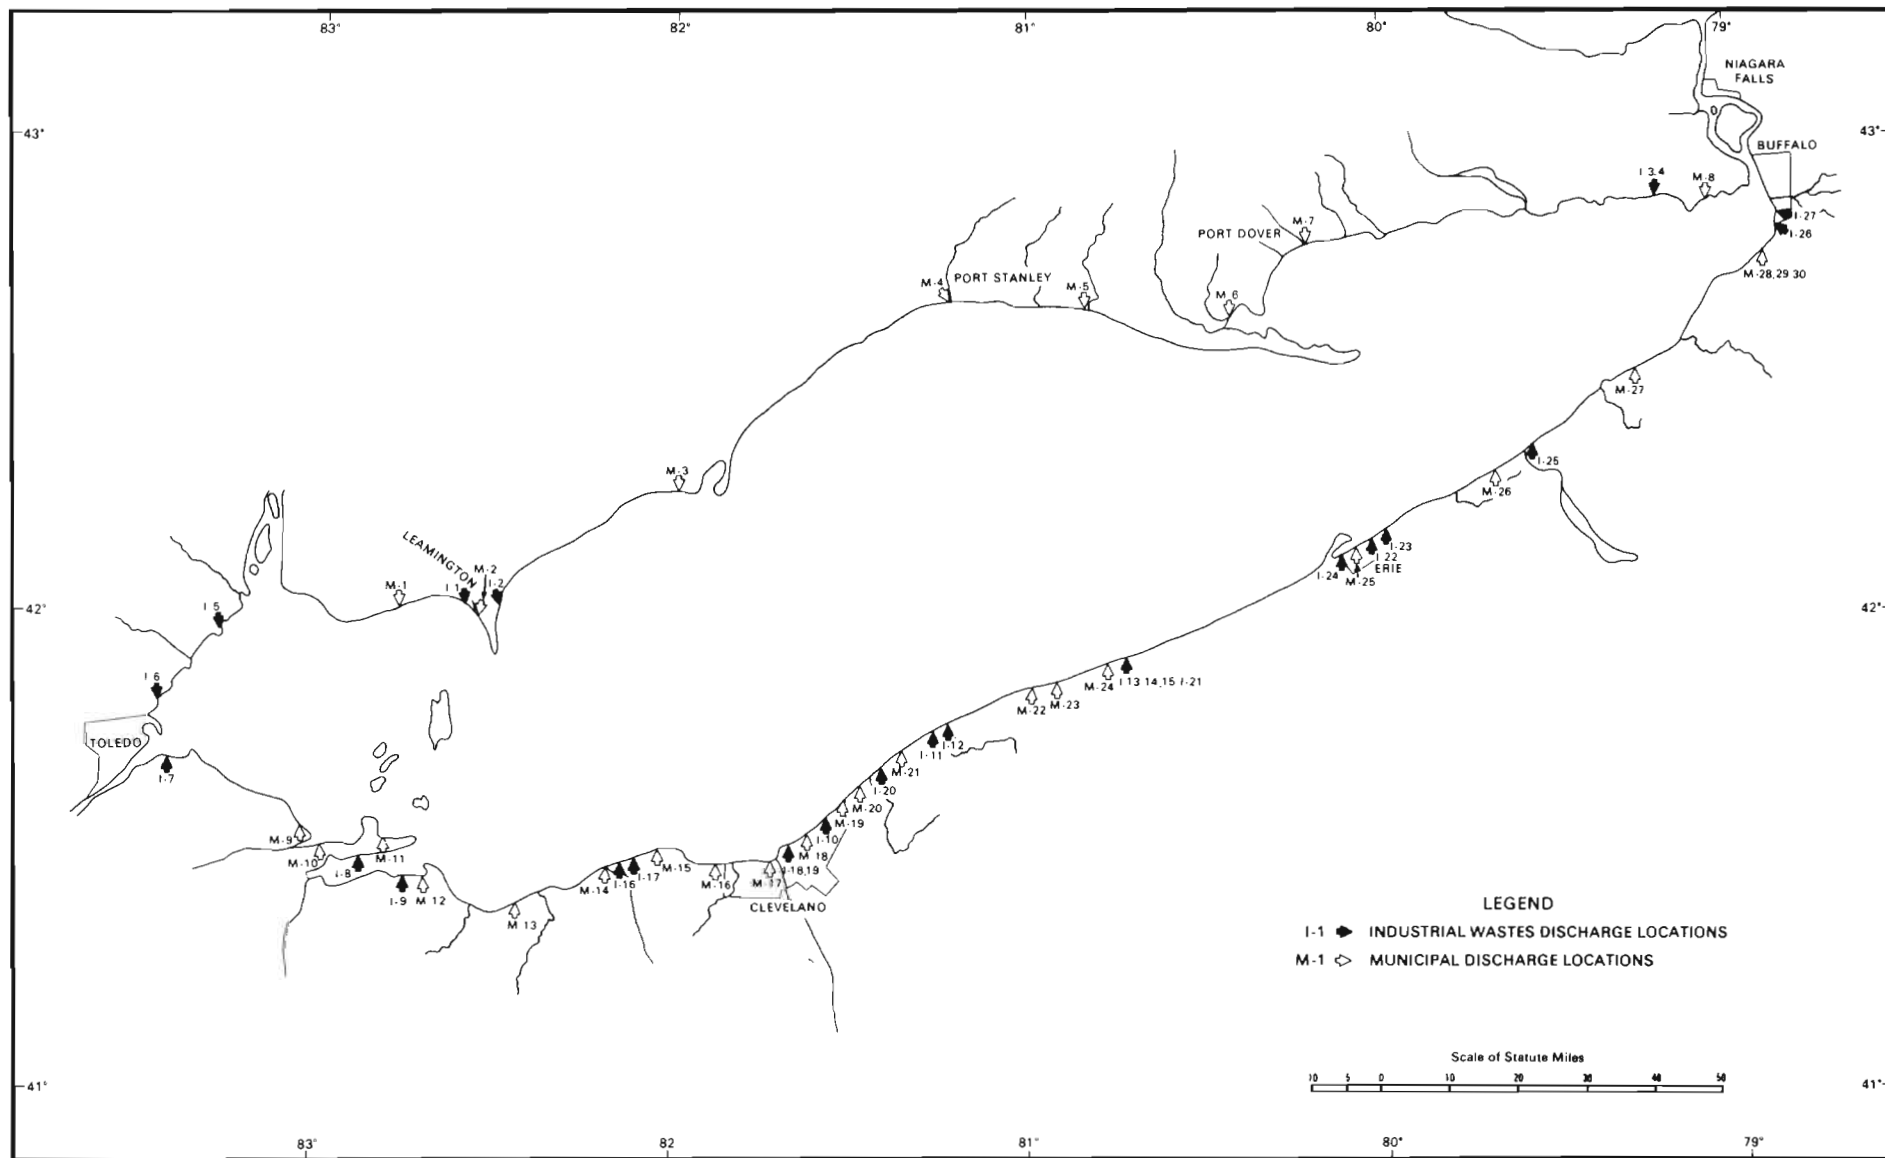 83°
82°
81°
80°
79°
NIAGARA
FALLS
43°
43°
BUFFALO
I 3.4
M-8
I-27
I-26
M-28,29 30
M-7
PORT DOVER
M-6
M-4
PORT STANLEY
M-5
M-27
I-25
M-26
M-3
LEAMINGTON
M-2
I-2
I 1
M-1
I-23
I 22
ERIE
M-25
I-24
42°
42°
I 5
I 6
TOLEDO
I-7
M-24
I 13 14,15 I-21
M-22
M-23
I-12
I-11
M-21
I-20
M-20
M-19
I-10
M 18
I-18,19
M-17
CLEVELANO
M-16
M-15
I-17
I-16
M-14
M 13
M 12
I-9
I-8
M-11
M-10
M-9
LEGEND
I-1 INDUSTRIAL WASTES DISCHARGE LOCATIONS
M-1 MUNICIPAL DISCHARGE LOCATIONS
Scale of Statute Miles
10 5 0 10 20 30 40 50
41°
41°
83°
82
81°
80°
79°